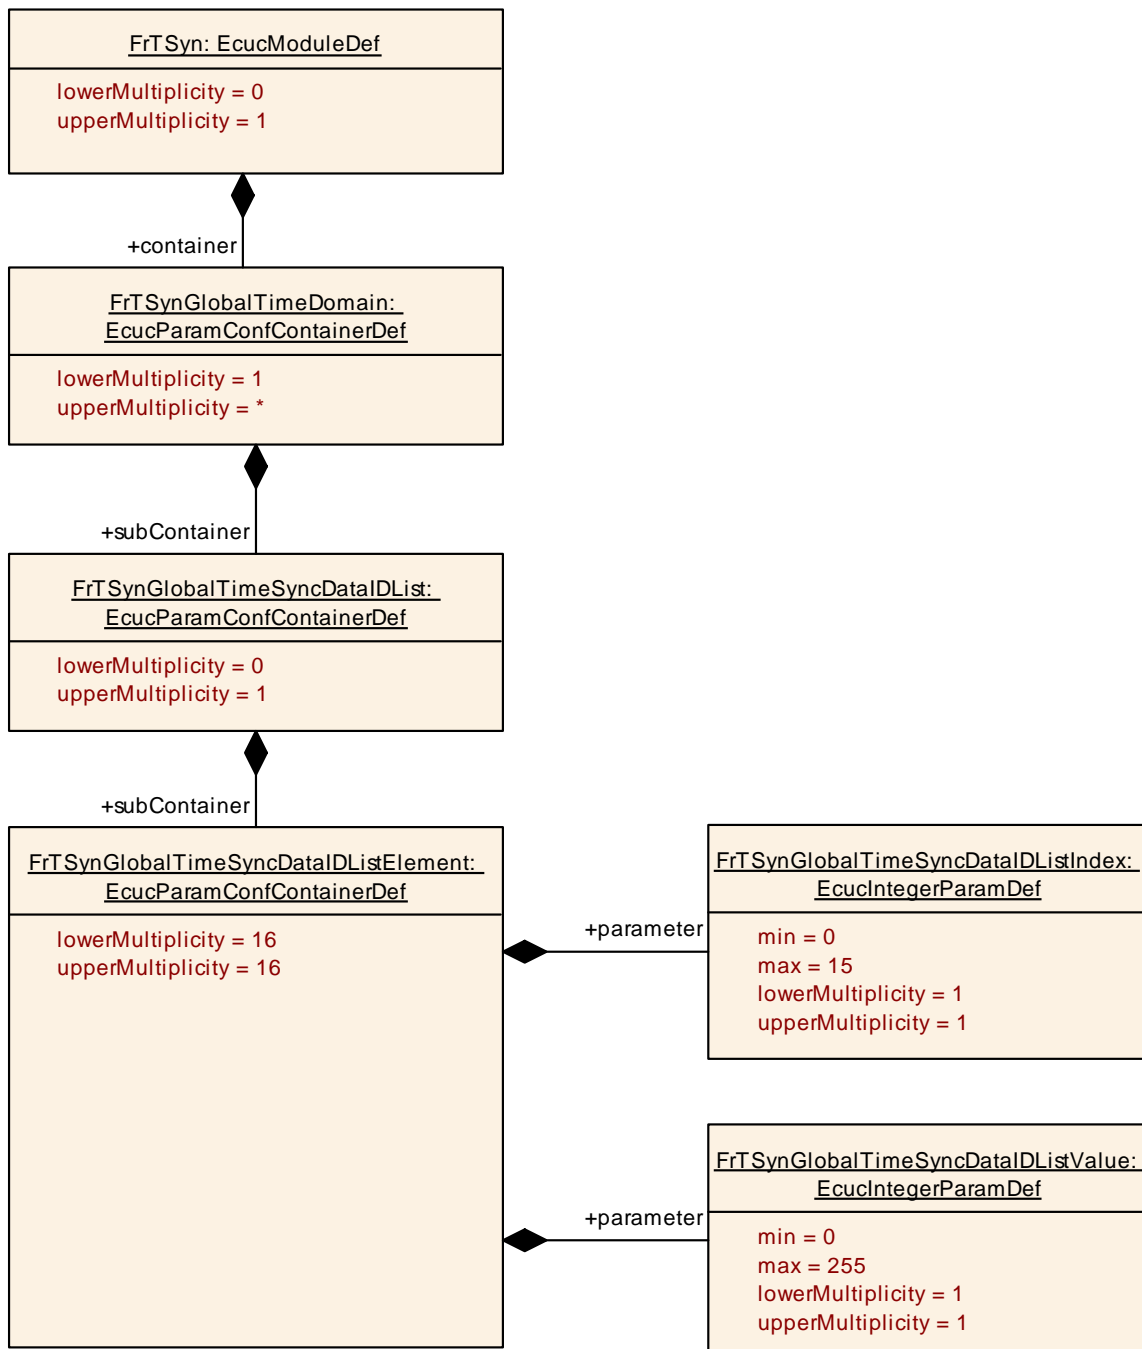 FrTSyn: EcucModuleDef
lowerMultiplicity = 0
upperMultiplicity = 1
+container
FrTSynGlobalTimeDomain:
EcucParamConfContainerDef
lowerMultiplicity = 1
upperMultiplicity = *
+subContainer
FrTSynGlobalTimeSyncDataIDList:
EcucParamConfContainerDef
lowerMultiplicity = 0
upperMultiplicity = 1
+subContainer
FrTSynGlobalTimeSyncDataIDListElement:
EcucParamConfContainerDef
lowerMultiplicity = 16
upperMultiplicity = 16
+parameter
FrTSynGlobalTimeSyncDataIDListIndex:
EcucIntegerParamDef
min = 0
max = 15
lowerMultiplicity = 1
upperMultiplicity = 1
+parameter
FrTSynGlobalTimeSyncDataIDListValue:
EcucIntegerParamDef
min = 0
max = 255
lowerMultiplicity = 1
upperMultiplicity = 1